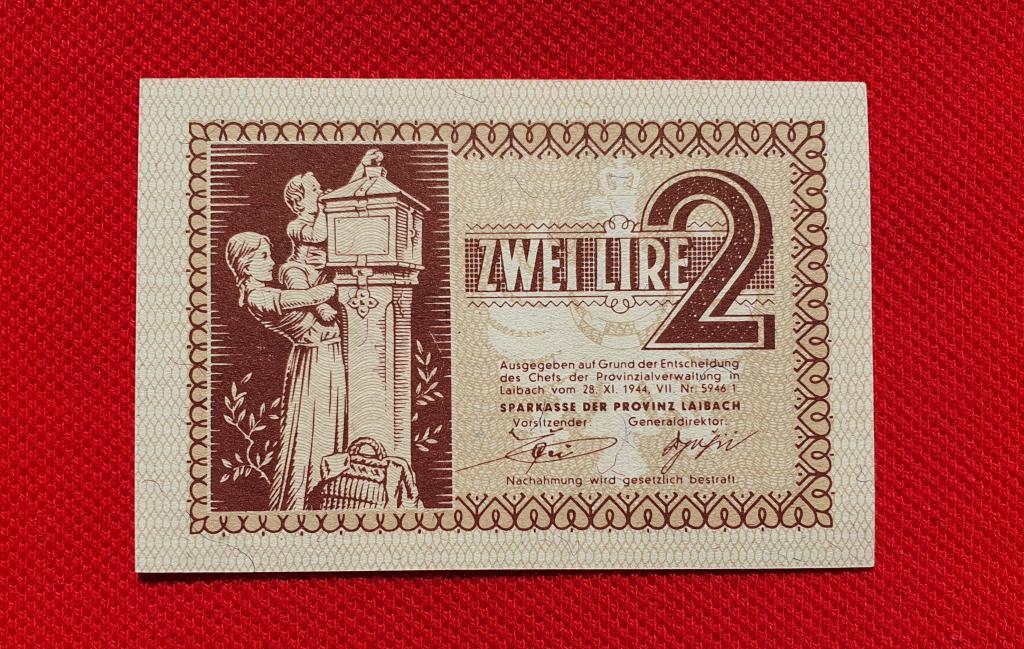 ZWEI LIRE 2
Ausgegeben auf Grund der Entscheidung
des Chefs der Provinzialverwaltung in
Laibach vom 28. XI. 1944, VII. Nr. 5946 1
SPARKASSE DER PROVINZ LAIBACH
Vorsitzender: Generaldirektor:
Nachahmung wird gesetzlich bestraft.